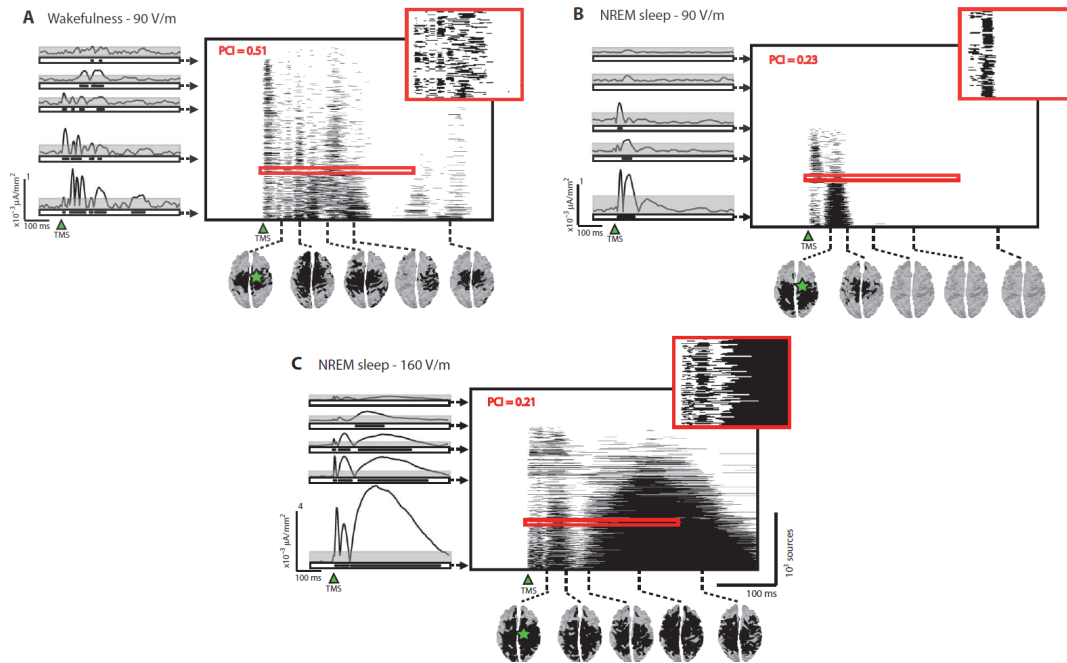 A Wakefulness - 90 V/m
PCI = 0.51
1
x10⁻³ μA/mm²
100 ms
TMS
TMS
B NREM sleep - 90 V/m
PCI = 0.23
1
x10⁻³ μA/mm²
100 ms
TMS
TMS
C NREM sleep - 160 V/m
PCI = 0.21
4
x10⁻³ μA/mm²
100 ms
TMS
TMS
10³ sources
100 ms